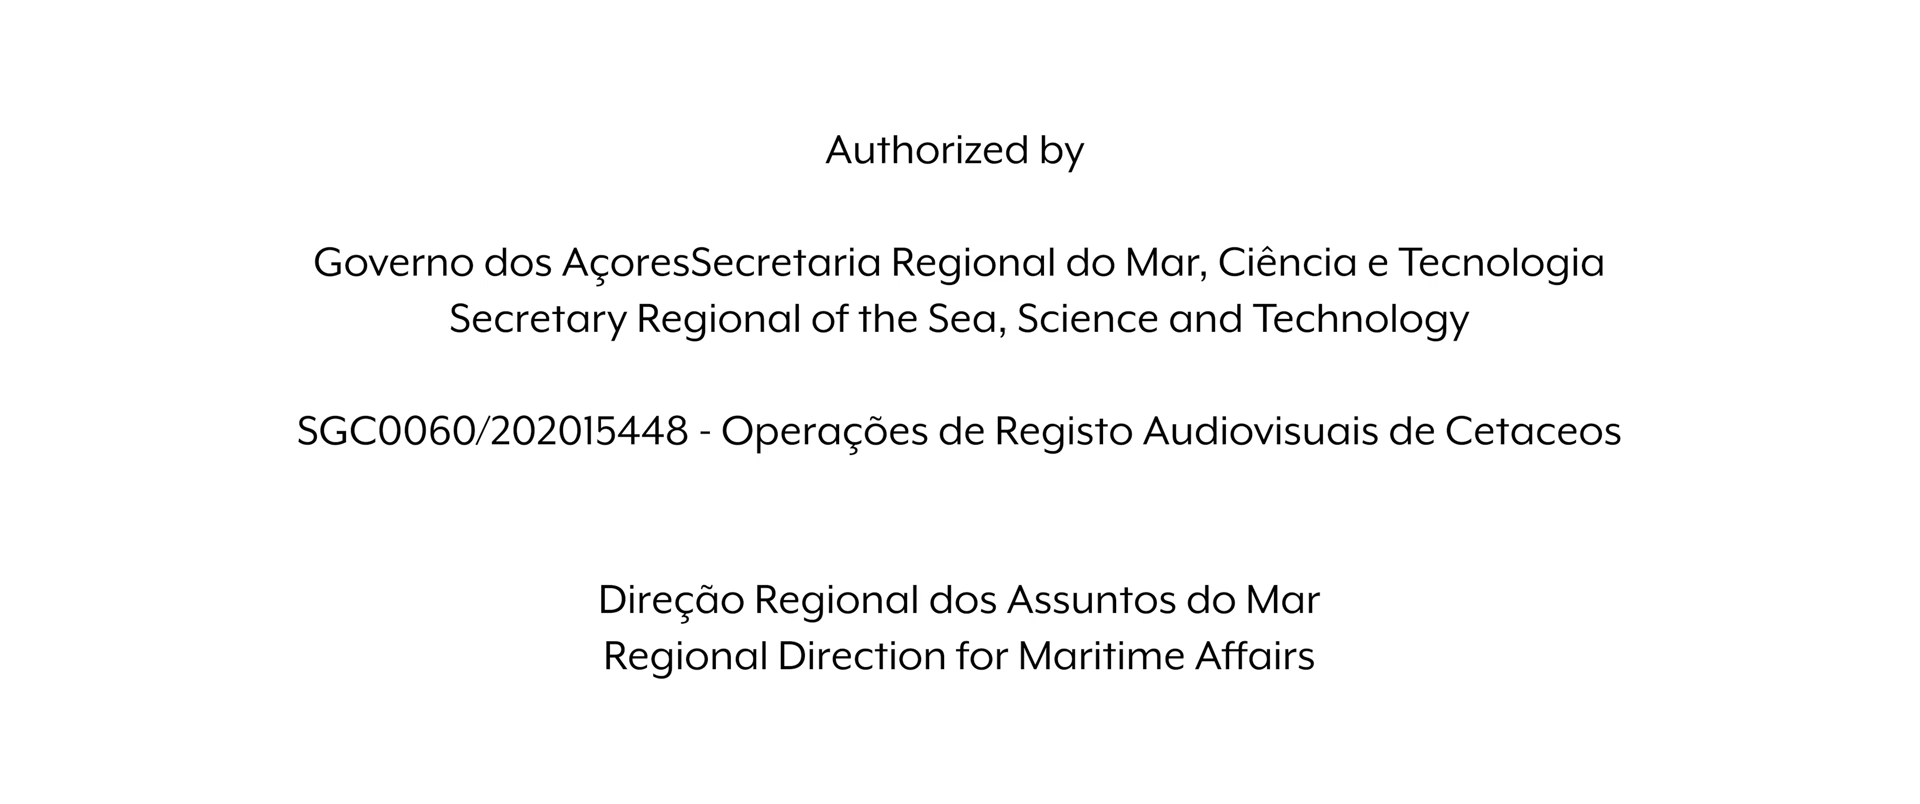 Authorized by
Governo dos AçoresSecretaria Regional do Mar, Ciência e Tecnologia
Secretary Regional of the Sea, Science and Technology
SGC0060/202015448 - Operações de Registo Audiovisuais de Cetaceos
Direção Regional dos Assuntos do Mar
Regional Direction for Maritime Affairs